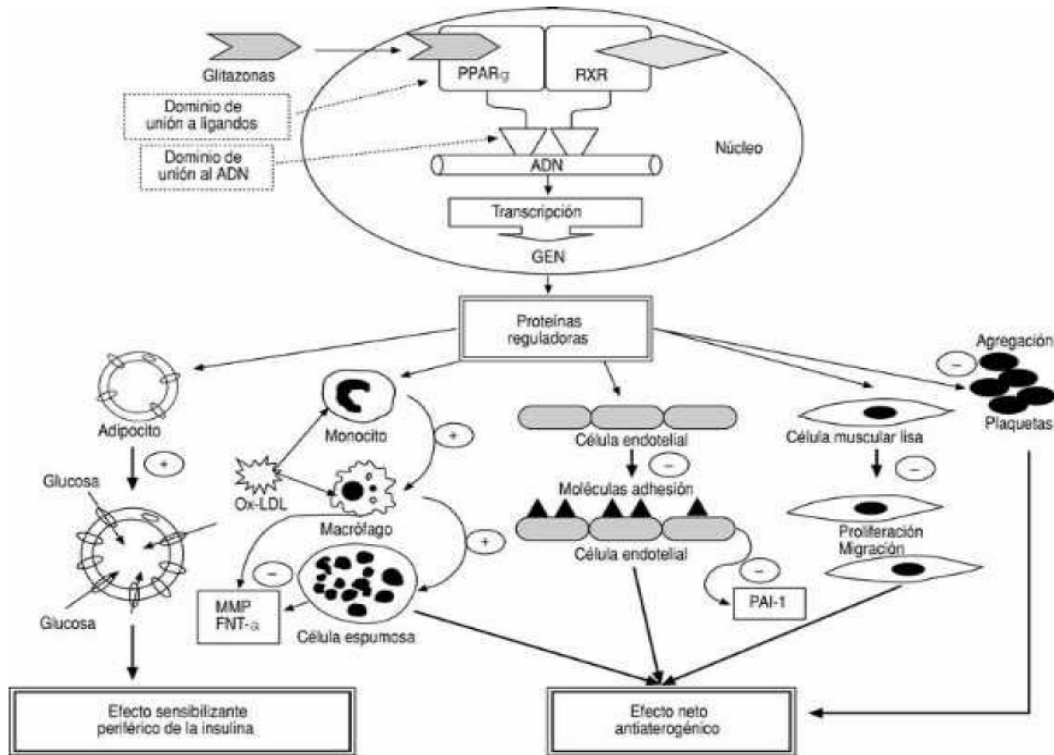 Glitazonas
PPARg
RXR
Dominio de
unión a ligandos
Dominio de
unión al ADN
ADN
Núcleo
Transcripción
GEN
Proteínas
reguladoras
Agregación
−
Plaquetas
Adipocito
Monocito
Célula endotelial
Célula muscular lisa
+
+
−
−
Glucosa
Ox-LDL
Macrófago
Moléculas adhesión
Célula endotelial
Proliferación
Migración
+
−
−
Glucosa
MMP
FNT-a
Célula espumosa
PAI-1
Efecto sensibilizante
periférico de la insulina
Efecto neto
antiaterogénico